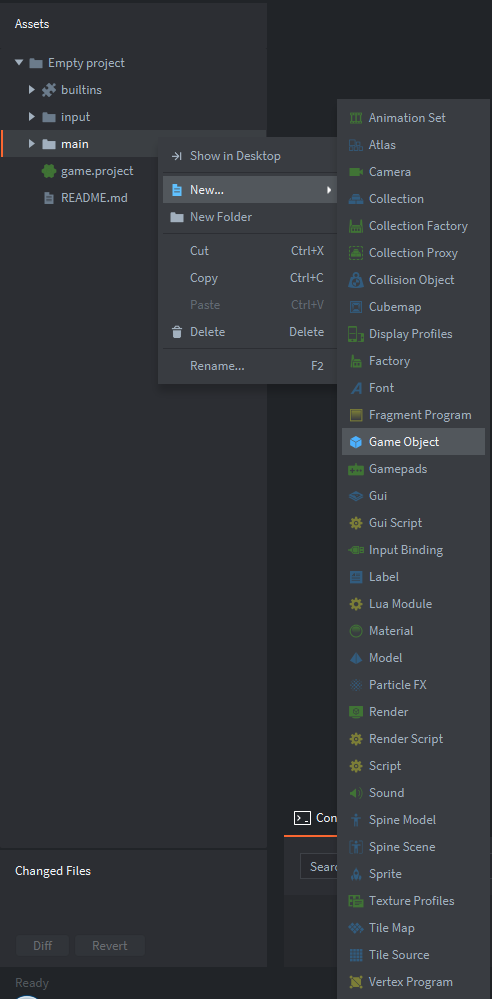 Assets
Empty project
builtins
input
main
game.project
README.md
Show in Desktop
New...
New Folder
Cut Ctrl+X
Copy Ctrl+C
Paste Ctrl+V
Delete Delete
Rename... F2
Animation Set
Atlas
Camera
Collection
Collection Factory
Collection Proxy
Collision Object
Cubemap
Display Profiles
Factory
Font
Fragment Program
Game Object
Gamepads
Gui
Gui Script
Input Binding
Label
Lua Module
Material
Model
Particle FX
Render
Render Script
Script
Sound
Spine Model
Spine Scene
Sprite
Texture Profiles
Tile Map
Tile Source
Vertex Program
Con
Sear
Changed Files
Diff Revert
Ready